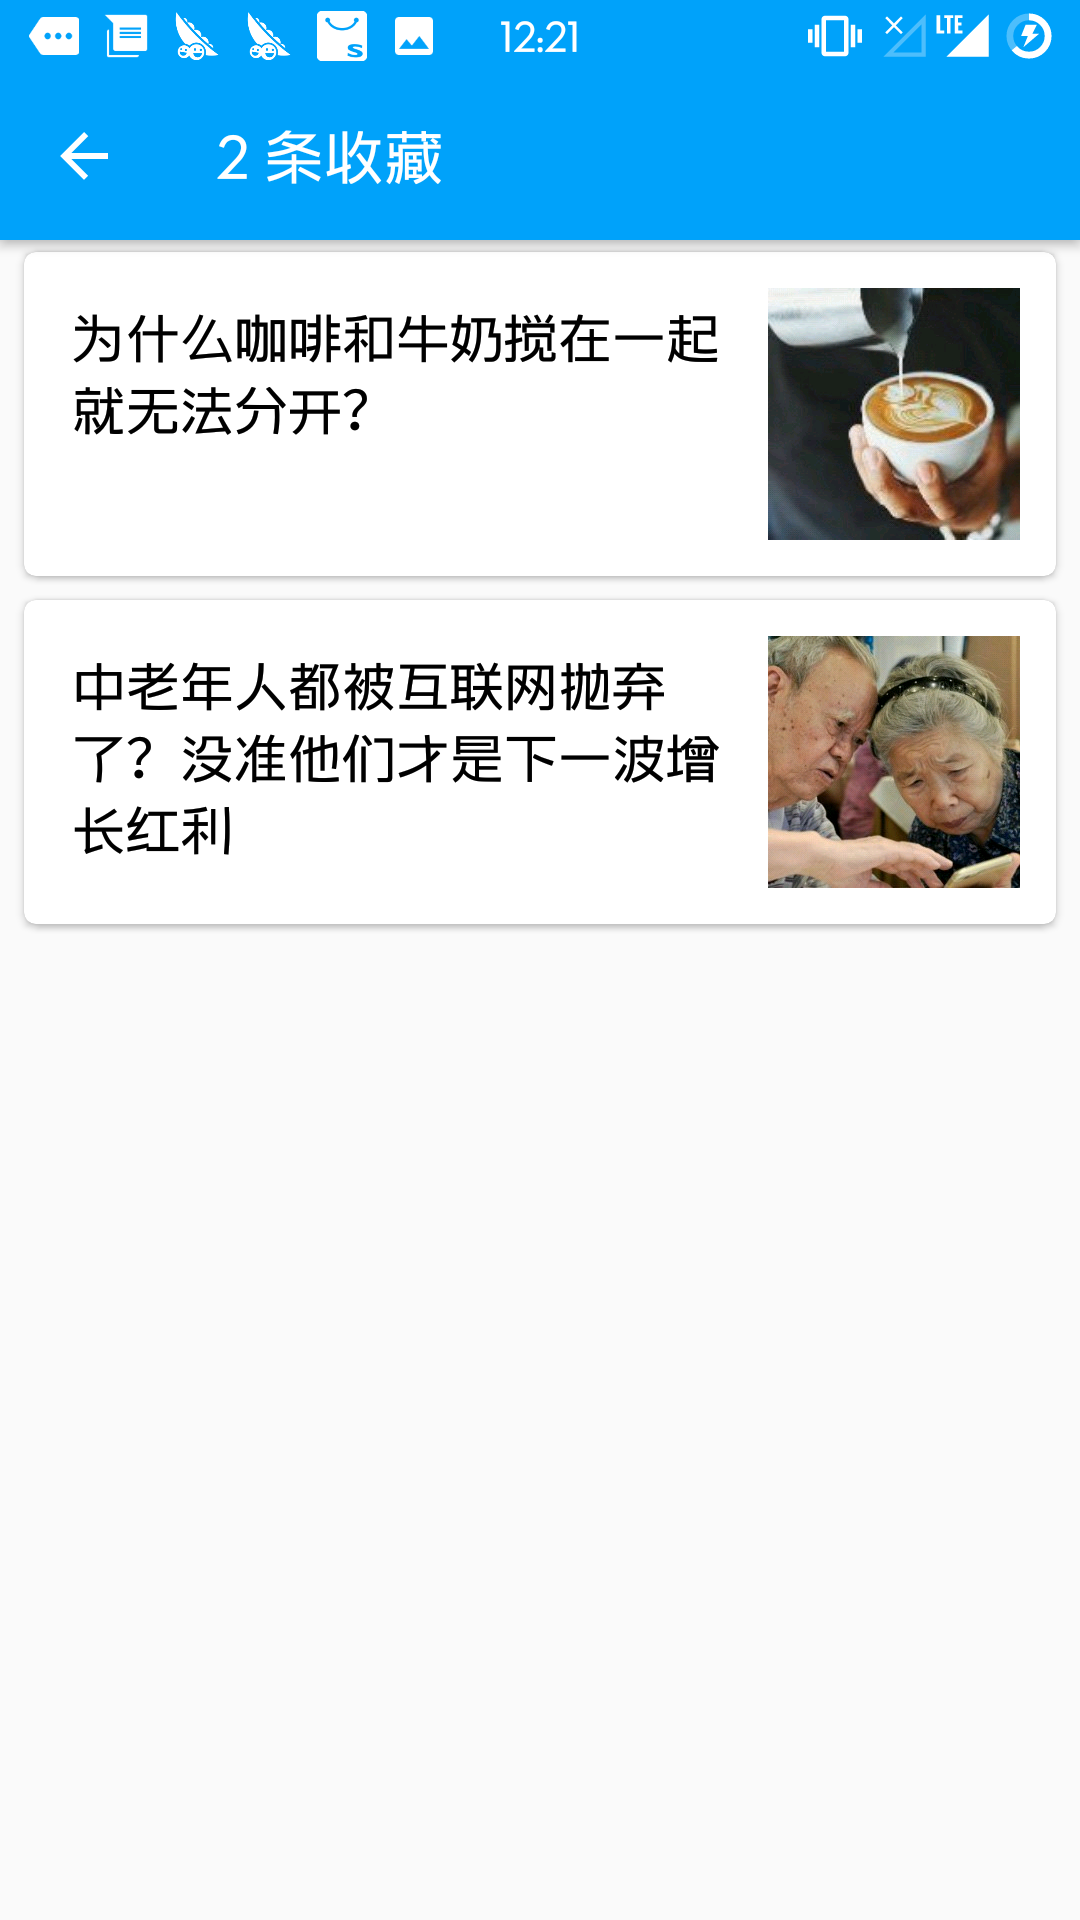 12:21
LTE
2 条收藏
为什么咖啡和牛奶搅在一起
就无法分开？
中老年人都被互联网抛弃
了？没准他们才是下一波增
长红利